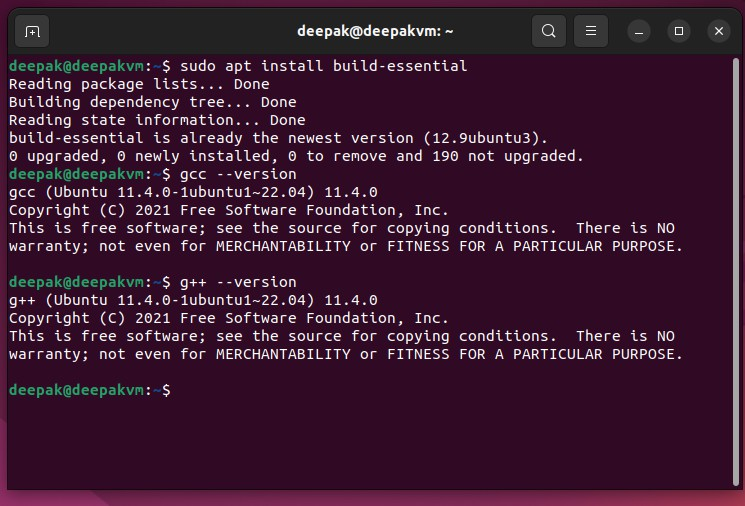 deepak@deepakvm: ~
deepak@deepakvm:~$ sudo apt install build-essential
Reading package lists... Done
Building dependency tree... Done
Reading state information... Done
build-essential is already the newest version (12.9ubuntu3).
0 upgraded, 0 newly installed, 0 to remove and 190 not upgraded.
deepak@deepakvm:~$ gcc --version
gcc (Ubuntu 11.4.0-1ubuntu1~22.04) 11.4.0
Copyright (C) 2021 Free Software Foundation, Inc.
This is free software; see the source for copying conditions.  There is NO
warranty; not even for MERCHANTABILITY or FITNESS FOR A PARTICULAR PURPOSE.
deepak@deepakvm:~$ g++ --version
g++ (Ubuntu 11.4.0-1ubuntu1~22.04) 11.4.0
Copyright (C) 2021 Free Software Foundation, Inc.
This is free software; see the source for copying conditions.  There is NO
warranty; not even for MERCHANTABILITY or FITNESS FOR A PARTICULAR PURPOSE.
deepak@deepakvm:~$